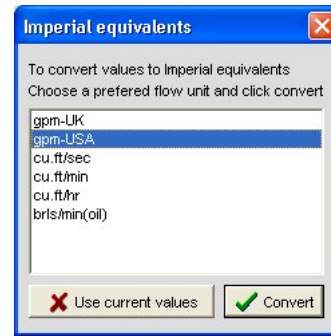 Imperial equivalents
To convert values to Imperial equivalents
Choose a prefered flow unit and click convert
gpm-UK
gpm-USA
cu.ft/sec
cu.ft/min
cu.ft/hr
brls/min(oil)
Use current values
Convert